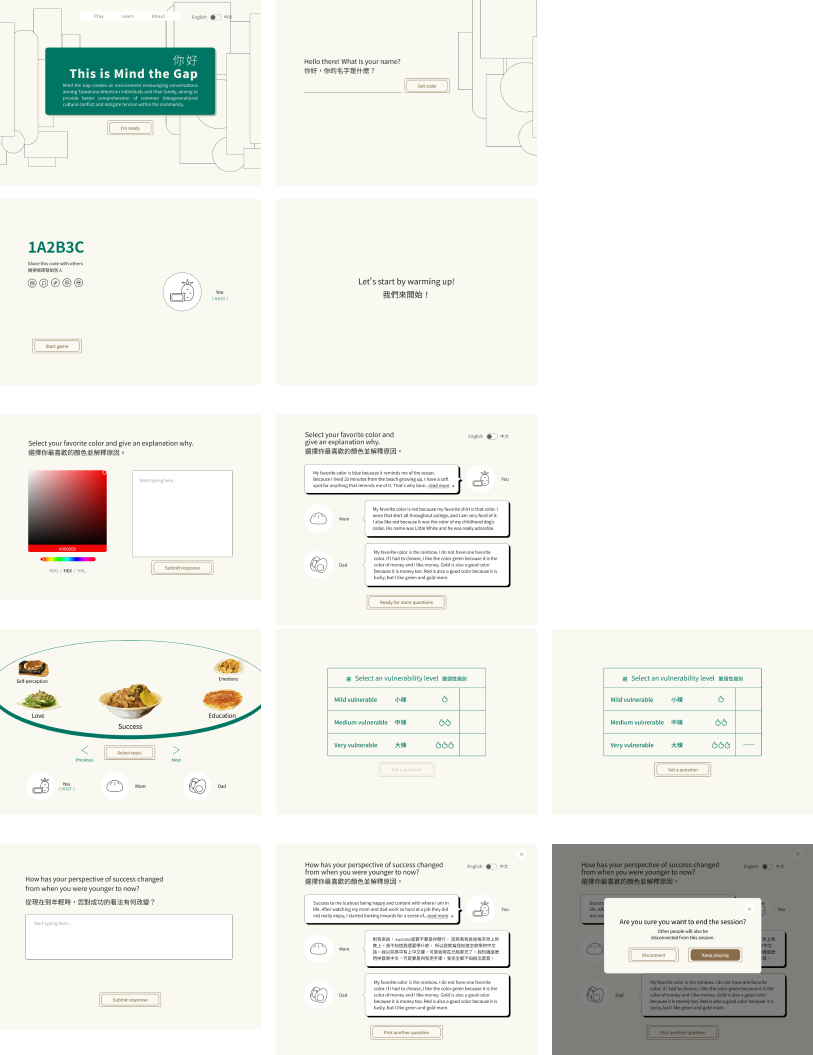 Play Learn About English 中文
你好
This is Mind the Gap
Mind the Gap creates an environment encouraging conversations
among Taiwanese American individuals and their family, aiming to
provide better comprehension of common intergenerational
cultural conflict and mitigate tension within the community.
I'm ready
Hello there! What is your name?
你好，你的名字是什麼？
Get code
1A2B3C
Share this code with others
You
( HOST )
Start game
Let's start by warming up!
我們來開始！
Select your favorite color and give an explanation why.
選擇你最喜歡的顏色並解釋原因。
Start typing here...
#000000
RGB / HEX / HSL
Submit response
Select your favorite color and
give an explanation why.
選擇你最喜歡的顏色並解釋原因。
English 中文
My favorite color is blue because it reminds me of the ocean.
Because I lived 20 minutes from the beach growing up, I have a soft
spot for anything that reminds me of it. That's why blue...read more
You
Mom
My favorite color is red because my favorite shirt is that color. I
wore that shirt all throughout college, and I am very fond of it.
I also like red because it was the color of my childhood dog's
collar. His name was Little White and he was really adorable.
Dad
My favorite color is the rainbow. I do not have one favorite
color. If I had to choose, I like the color green because it is the
color of money and I like money. Gold is also a good color
because it is money too. Red is also a good color because it is
lucky, but I like green and gold more.
Ready for more questions
Self-perception
Emotions
Love
Success
Education
Previous
Select topic
Next
You
( HOST )
Mom
Dad
Select an vulnerability level
Mild vulnerable 小辣
Medium vulnerable 中辣
Very vulnerable 大辣
Get a question
Select an vulnerability level
Mild vulnerable 小辣
Medium vulnerable 中辣
Very vulnerable 大辣
Get a question
How has your perspective of success changed
from when you were younger to now?
從現在到年輕時，您對成功的看法有何改變？
Start typing here...
Submit response
How has your perspective of success changed
from when you were younger to now?
選擇你最喜歡的顏色並解釋原因。
English 中文
Success to me is about being happy and content with where I am in
life. After watching my mom and dad work so hard at a job they did
not really enjoy, I started looking inwards for a sense of...read more
You
Mom
Dad
My favorite color is the rainbow. I do not have one favorite
color. If I had to choose, I like the color green because it is the
color of money and I like money. Gold is also a good color
because it is money too. Red is also a good color because it is
lucky, but I like green and gold more.
Pick another question
How has your perspective of success changed
from when you were younger to now?
選擇你最喜歡的顏色並解釋原因。
English 中文
You
Are you sure you want to end the session?
Other people will also be
disconnected from this session.
Disconnect
Keep playing
Dad
My favorite color is the rainbow. I do not have one favorite
color. If I had to choose, I like the color green because it is the
color of money and I like money. Gold is also a good color
because it is money too. Red is also a good color because it is
lucky, but I like green and gold more.
Pick another question